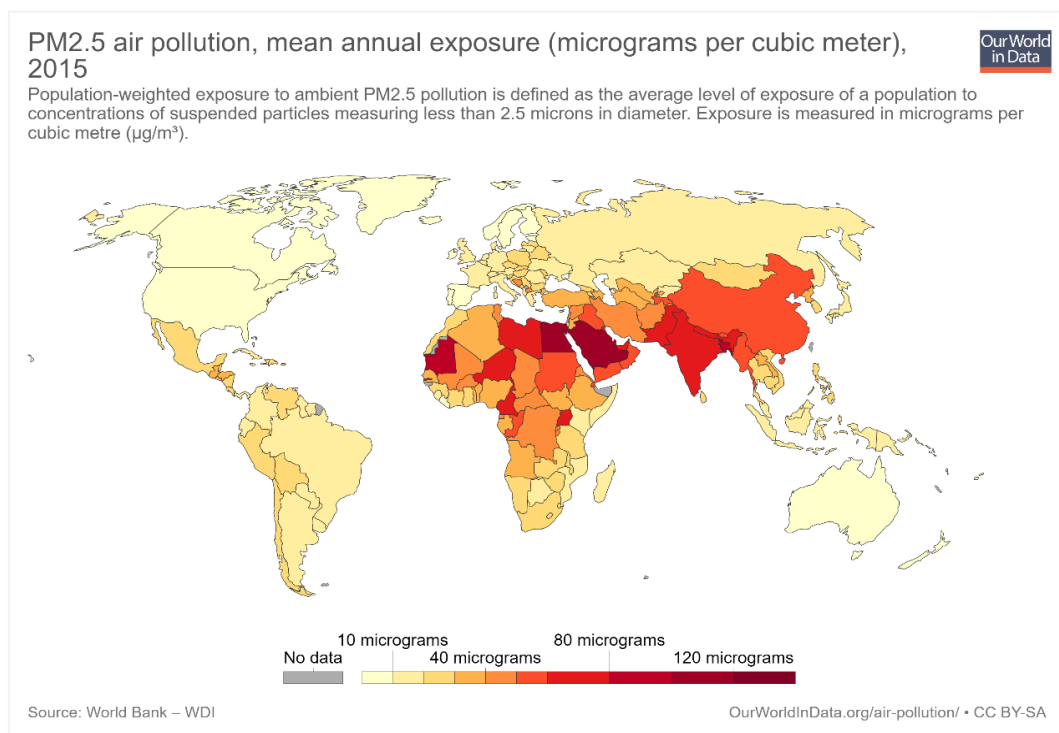 PM2.5 air pollution, mean annual exposure (micrograms per cubic meter),
2015
Our World
in Data
Population-weighted exposure to ambient PM2.5 pollution is defined as the average level of exposure of a population to
concentrations of suspended particles measuring less than 2.5 microns in diameter. Exposure is measured in micrograms per
cubic metre (µg/m³).
10 micrograms
80 micrograms
No data
40 micrograms
120 micrograms
Source: World Bank – WDI
OurWorldInData.org/air-pollution/ • CC BY-SA